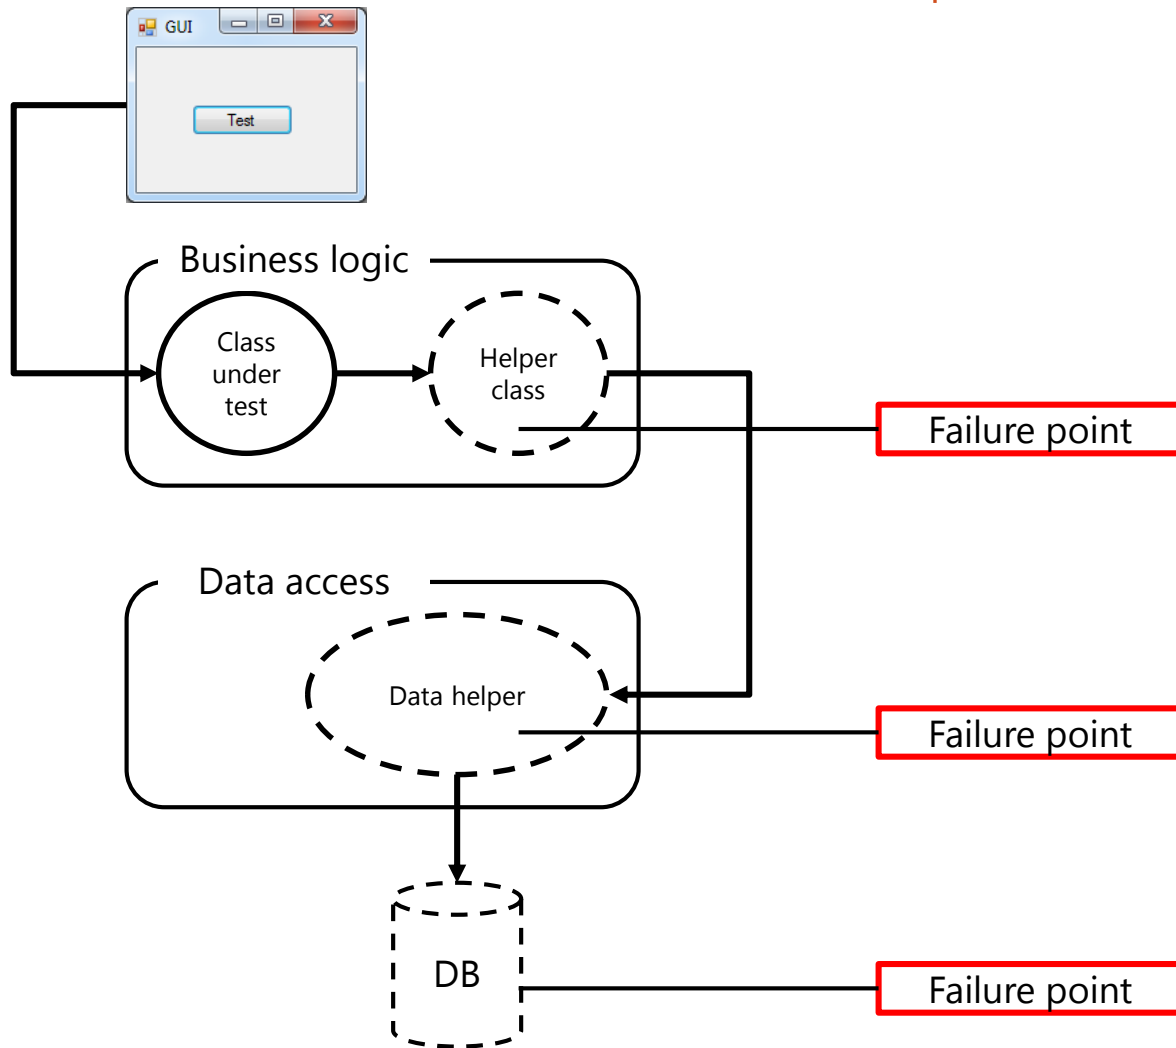 GUI
Test
Business logic
Class
under
test
Helper
class
Failure point
Data access
Data helper
Failure point
DB
Failure point